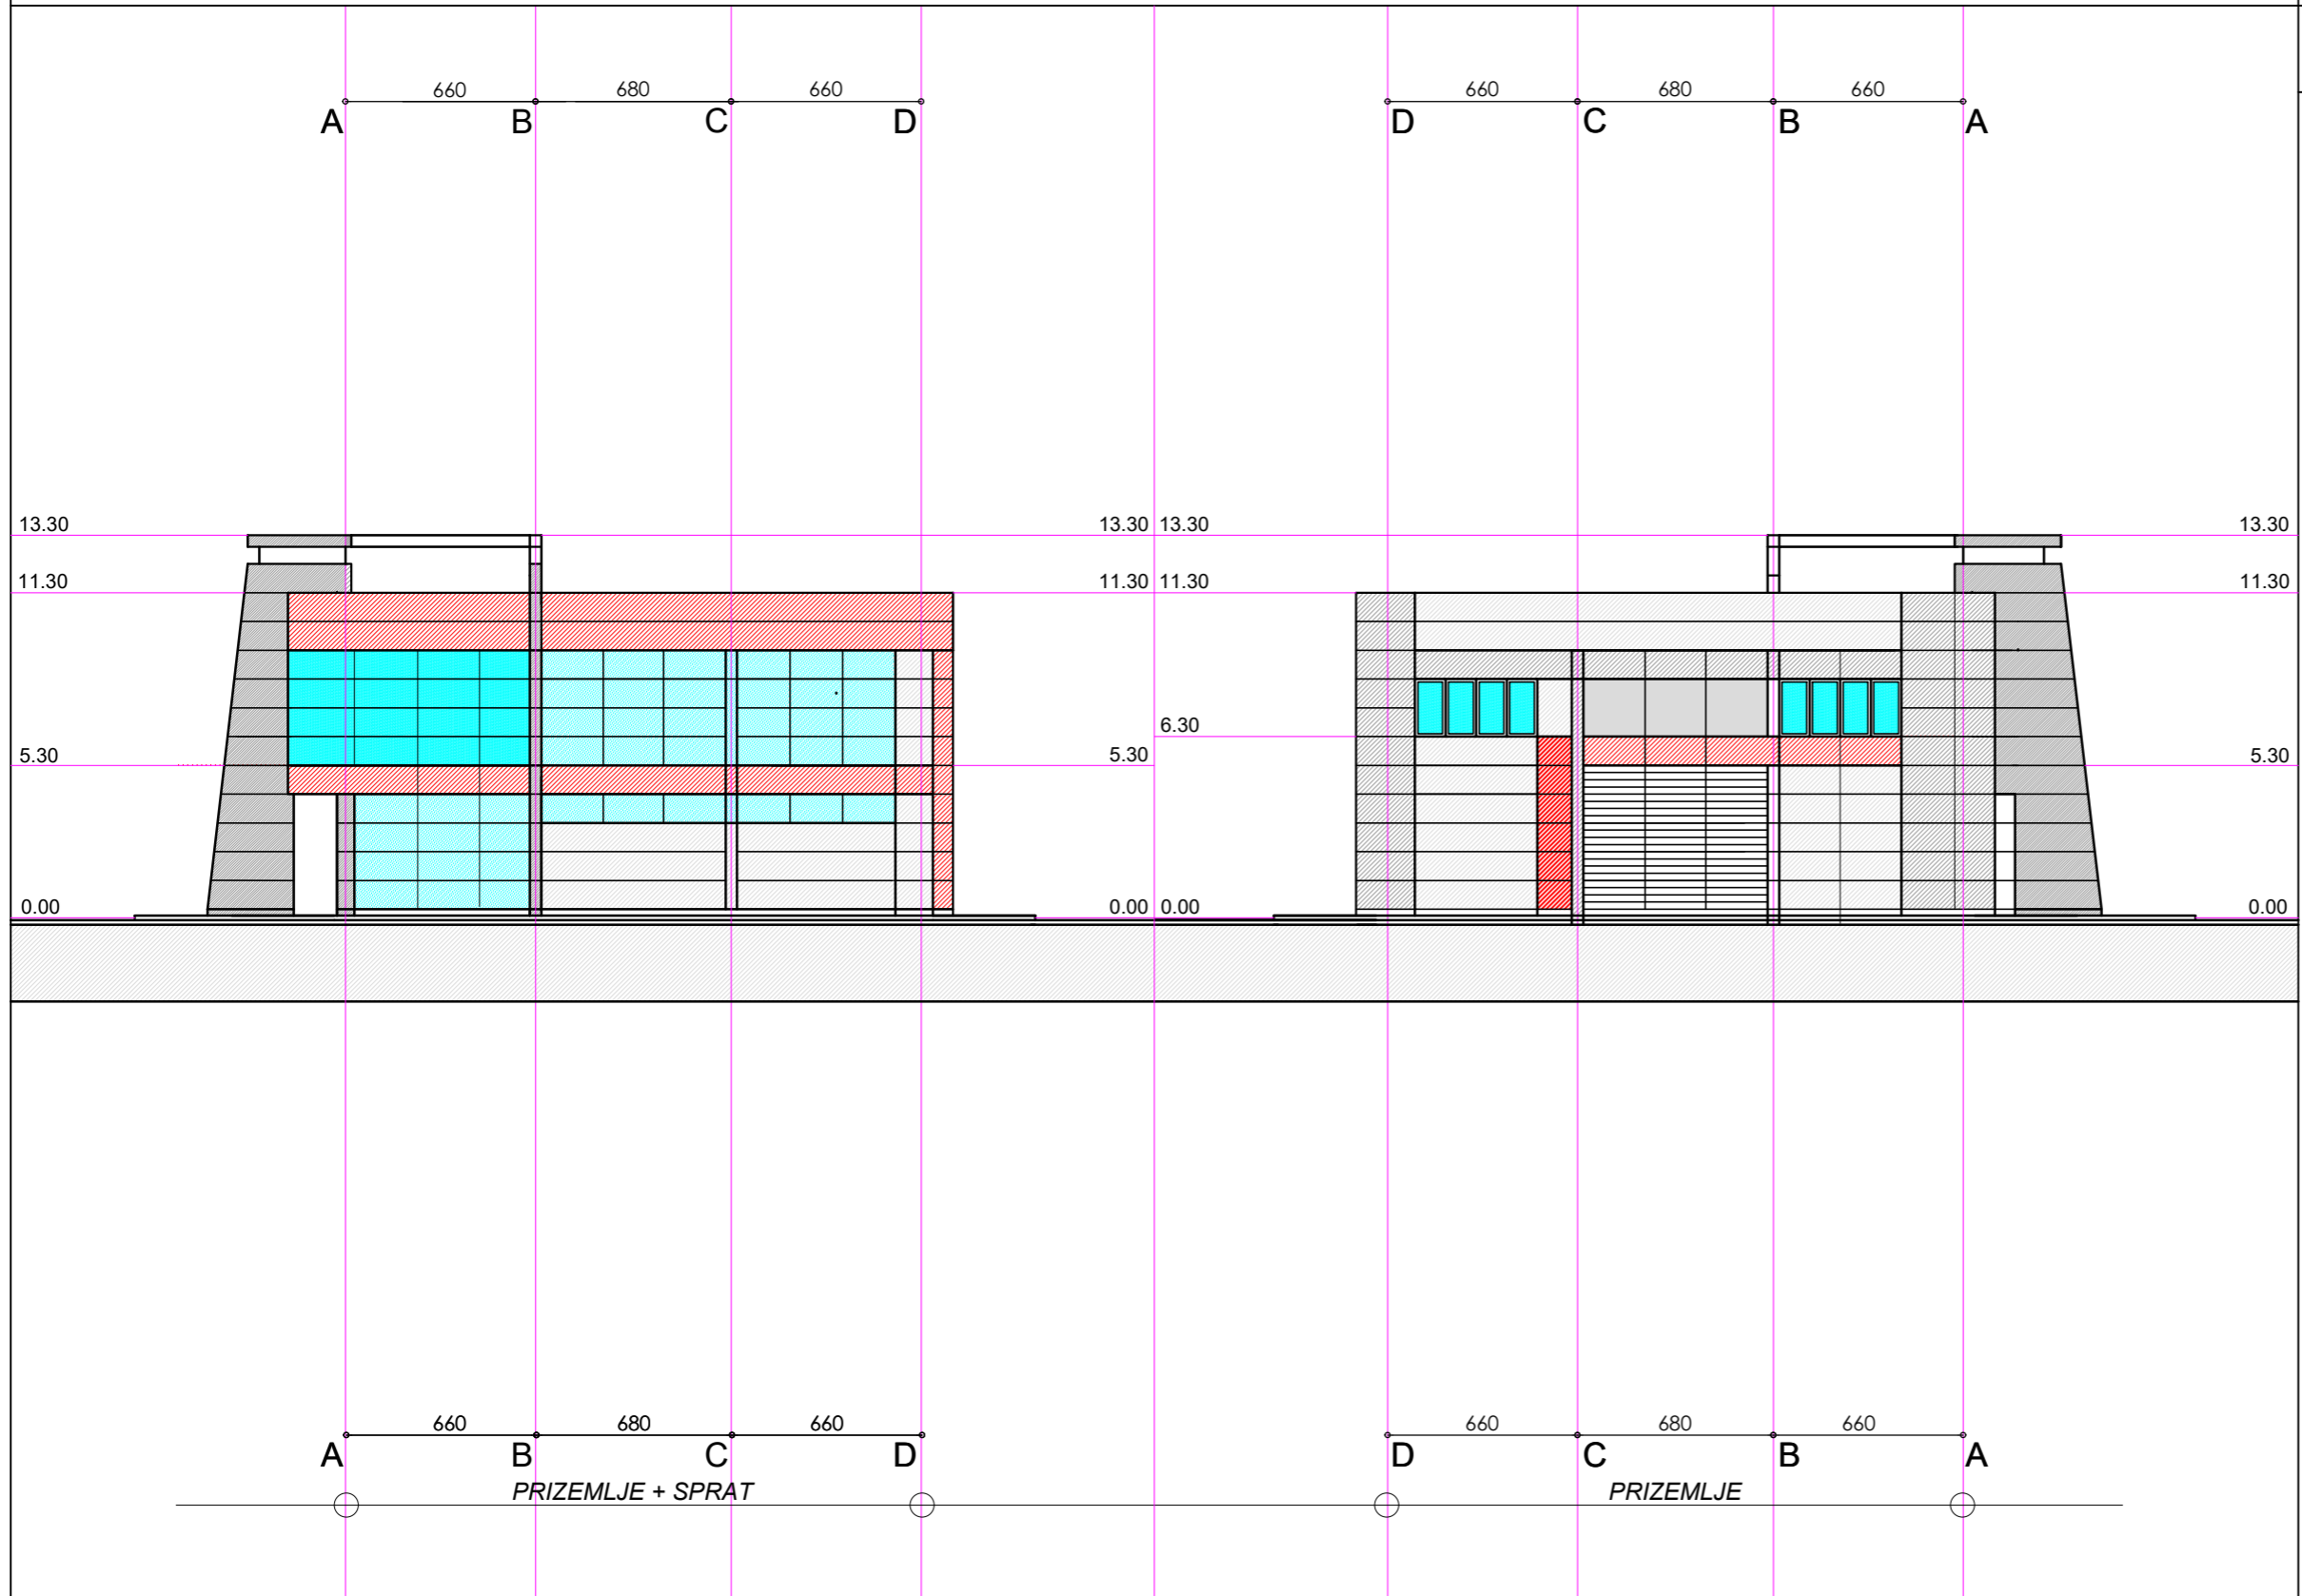 660 680 660 660 680 660
A B C D D C B A
13.30 13.30 13.30 13.30
11.30 11.30 11.30 11.30
6.30
5.30 5.30 5.30
0.00 0.00 0.00 0.00
660 680 660 660 680 660
A B C D D C B A
PRIZEMLJE + SPRAT PRIZEMLJE